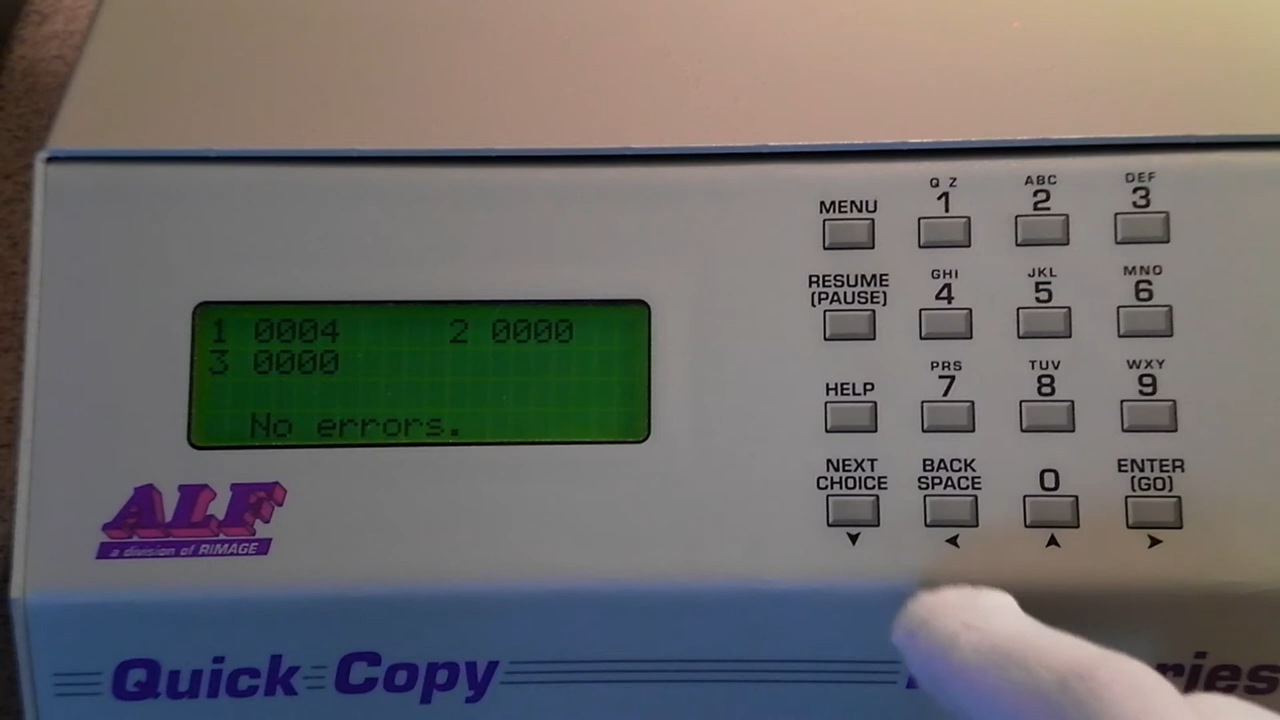 1 0004 2 0000
3 0000
No errors.
ALF
a division of RIMAGE
Quick Copy
MENU
Q Z
1
ABC
2
DEF
3
RESUME
(PAUSE)
GHI
4
JKL
5
MNO
6
HELP
PRS
7
TUV
8
WXY
9
NEXT
CHOICE
BACK
SPACE
0
ENTER
(GO)